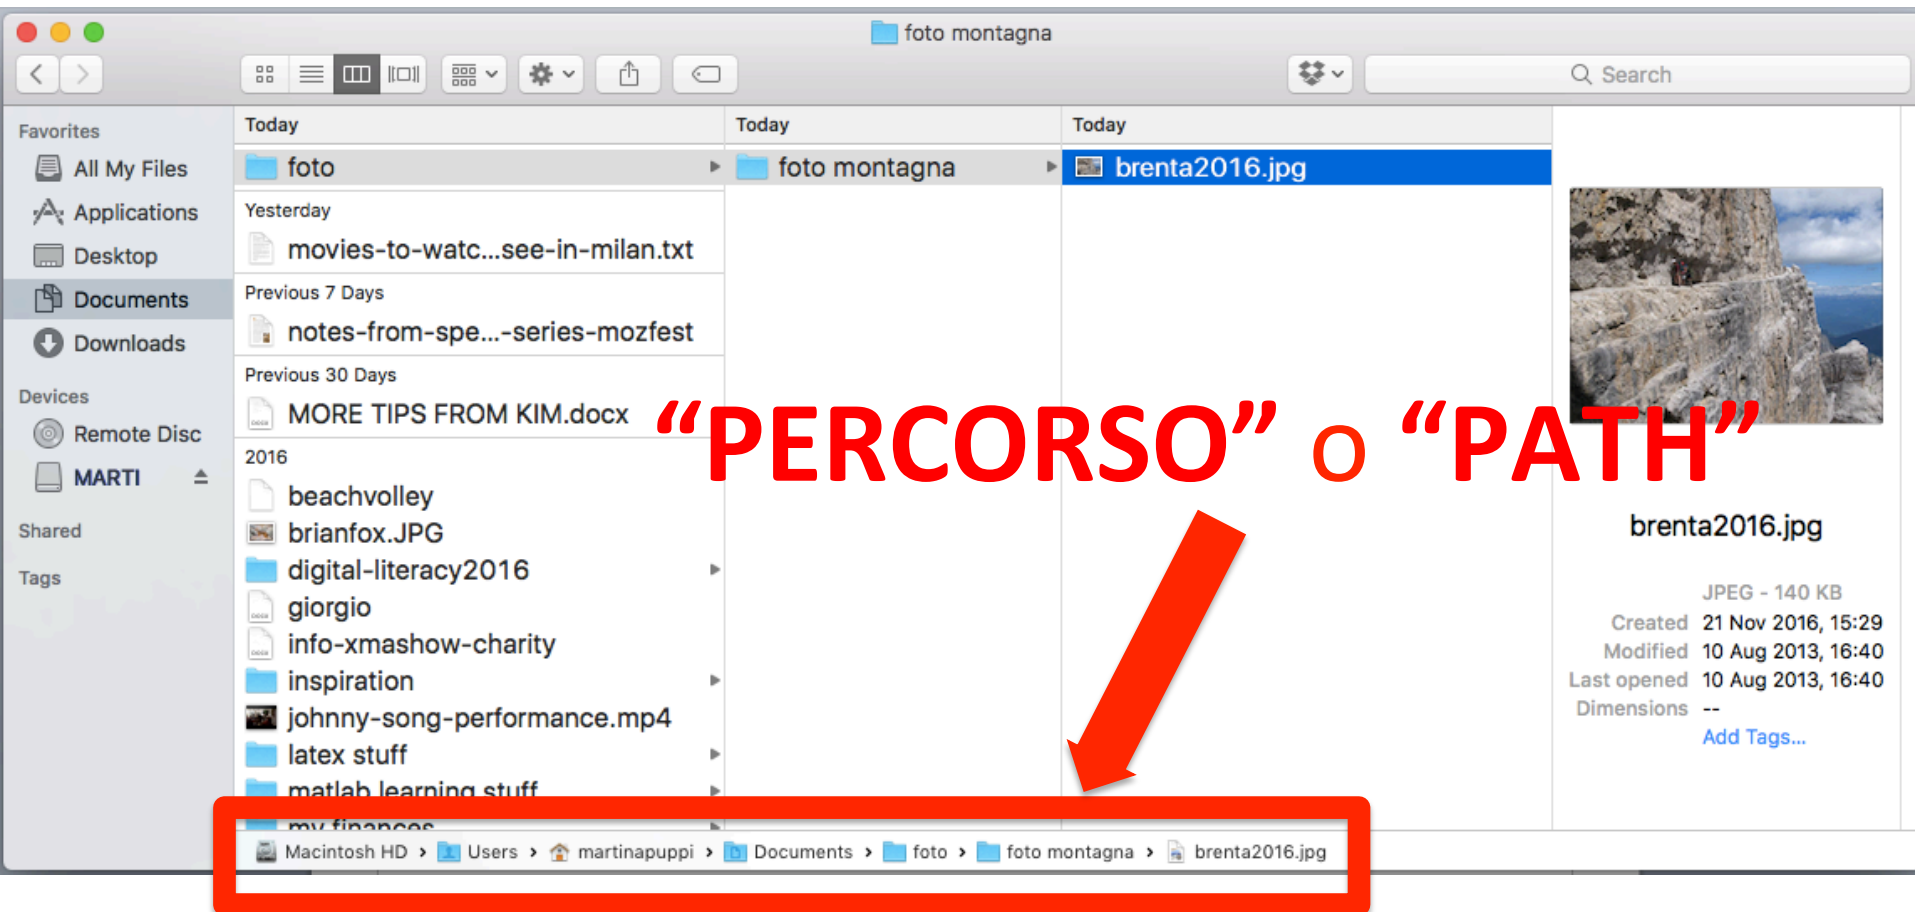 foto montagna
Search
Favorites
All My Files
Applications
Desktop
Documents
Downloads
Devices
Remote Disc
MARTI
Shared
Tags
Today
foto
Yesterday
movies-to-watc...see-in-milan.txt
Previous 7 Days
notes-from-spe...-series-mozfest
Previous 30 Days
MORE TIPS FROM KIM.docx
2016
beachvolley
brianfox.JPG
digital-literacy2016
giorgio
info-xmashow-charity
inspiration
johnny-song-performance.mp4
latex stuff
matlab learning stuff
my finances
Today
foto montagna
Today
brenta2016.jpg
“PERCORSO” o “PATH”
brenta2016.jpg
JPEG - 140 KB
Created 21 Nov 2016, 15:29
Modified 10 Aug 2013, 16:40
Last opened 10 Aug 2013, 16:40
Dimensions --
Add Tags...
Macintosh HD › Users › martinapuppi › Documents › foto › foto montagna › brenta2016.jpg